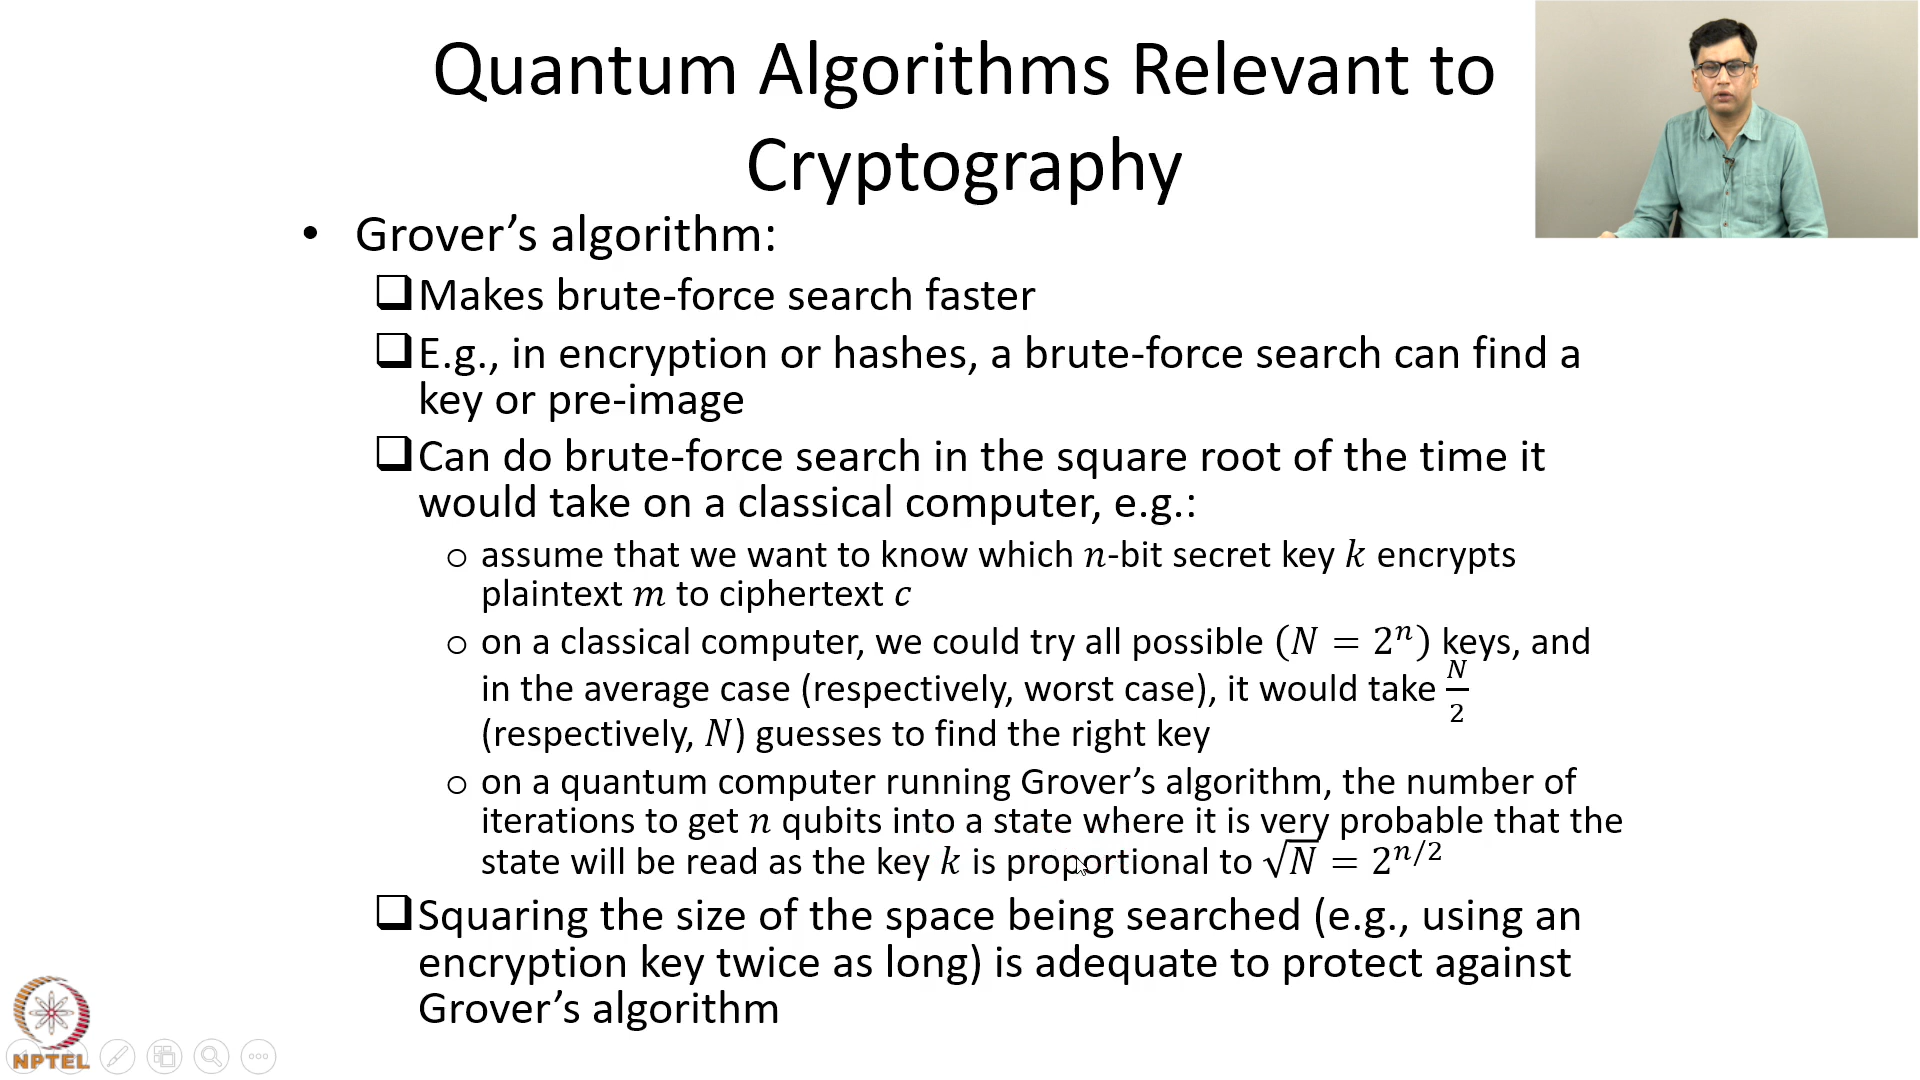 Quantum Algorithms Relevant to
Cryptography
• Grover’s algorithm:
❑Makes brute-force search faster
❑E.g., in encryption or hashes, a brute-force search can find a
key or pre-image
❑Can do brute-force search in the square root of the time it
would take on a classical computer, e.g.:
o assume that we want to know which n-bit secret key k encrypts
plaintext m to ciphertext c
o on a classical computer, we could try all possible (N = 2ⁿ) keys, and
in the average case (respectively, worst case), it would take N/2
(respectively, N) guesses to find the right key
o on a quantum computer running Grover’s algorithm, the number of
iterations to get n qubits into a state where it is very probable that the
state will be read as the key k is proportional to √N = 2^{n/2}
❑Squaring the size of the space being searched (e.g., using an
encryption key twice as long) is adequate to protect against
Grover’s algorithm
NPTEL